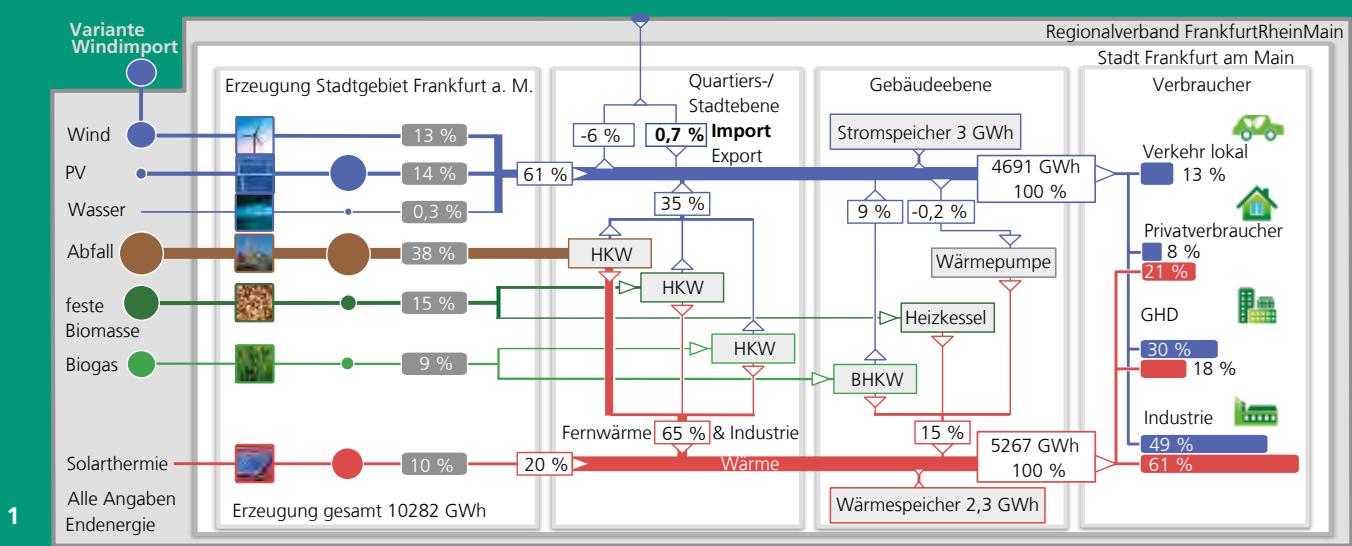 Variante
Windimport
Regionalverband FrankfurtRheinMain
Stadt Frankfurt am Main
Erzeugung Stadtgebiet Frankfurt a. M.
Quartiers-/
Stadtebene
Gebäudeebene
Verbraucher
Wind
13 %
-6 %
0,7 %
Import
Export
Stromspeicher 3 GWh
Verkehr lokal
13 %
PV
14 %
61 %
4691 GWh
100 %
Wasser
0,3 %
35 %
9 %
-0,2 %
Privatverbraucher
8 %
21 %
Abfall
38 %
HKW
Wärmepumpe
feste
Biomasse
15 %
HKW
Heizkessel
GHD
30 %
18 %
Biogas
9 %
HKW
BHKW
Industrie
49 %
61 %
Fernwärme 65 % & Industrie
15 %
Solarthermie
10 %
20 %
Wärme
5267 GWh
100 %
Alle Angaben
Endenergie
Erzeugung gesamt 10282 GWh
Wärmespeicher 2,3 GWh
1